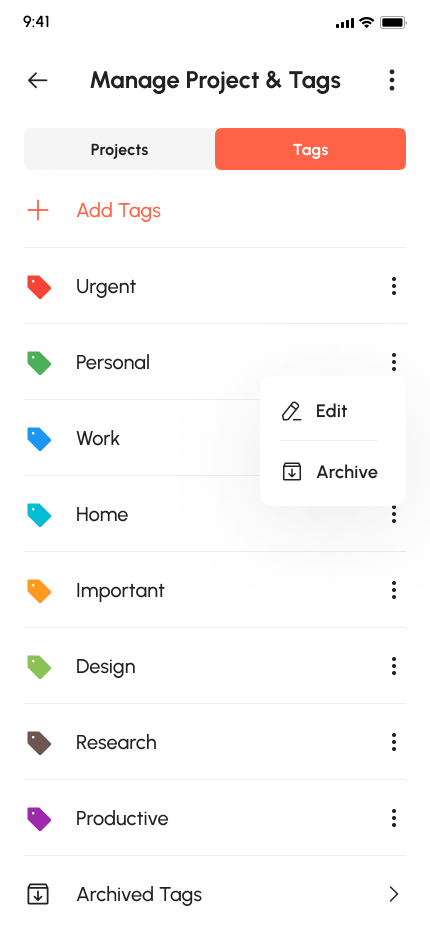 9:41
Manage Project & Tags
Projects
Tags
Add Tags
Urgent
Personal
Edit
Work
Archive
Home
Important
Design
Research
Productive
Archived Tags